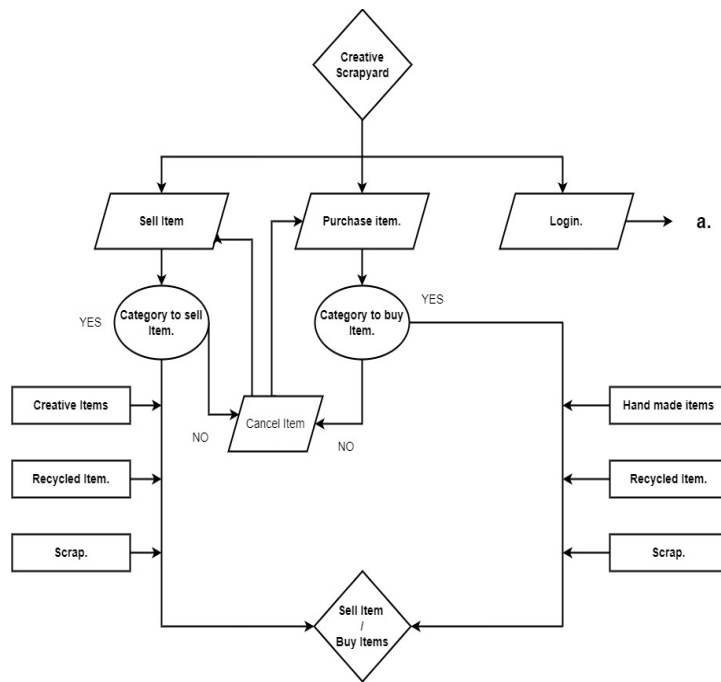 Creative
Scrapyard
Sell Item
Purchase item.
Login.
a.
YES
Category to sell
Item.
Category to buy
Item.
YES
Creative Items
Cancel Item
Hand made items
NO
NO
Recycled Item.
Recycled Item.
Scrap.
Scrap.
Sell Item
/
Buy Items